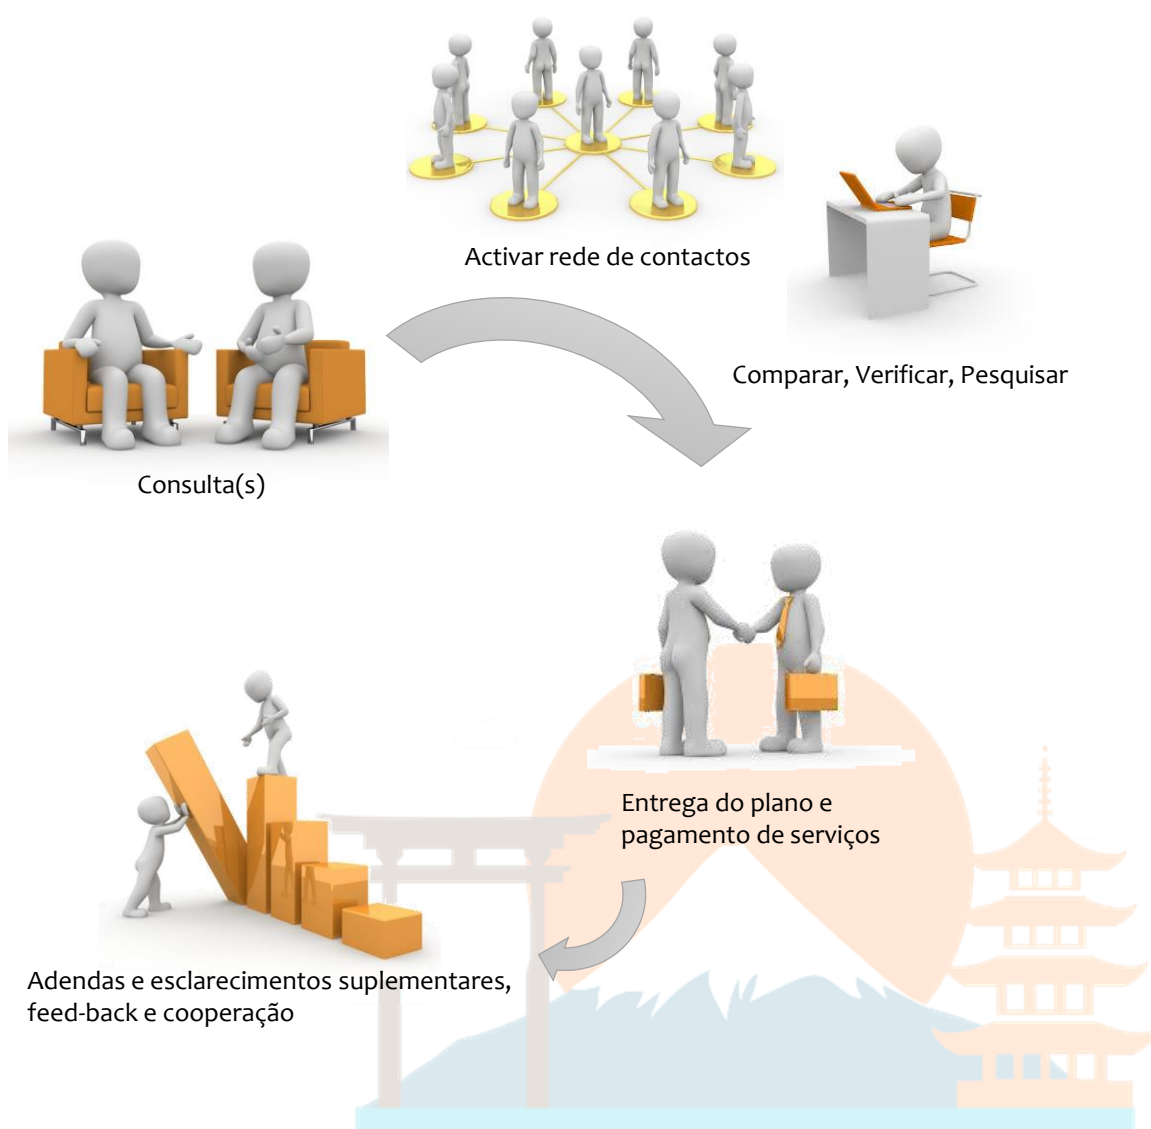 Activar rede de contactos
Comparar, Verificar, Pesquisar
Consulta(s)
Entrega do plano e
pagamento de serviços
Adendas e esclarecimentos suplementares,
feed-back e cooperação